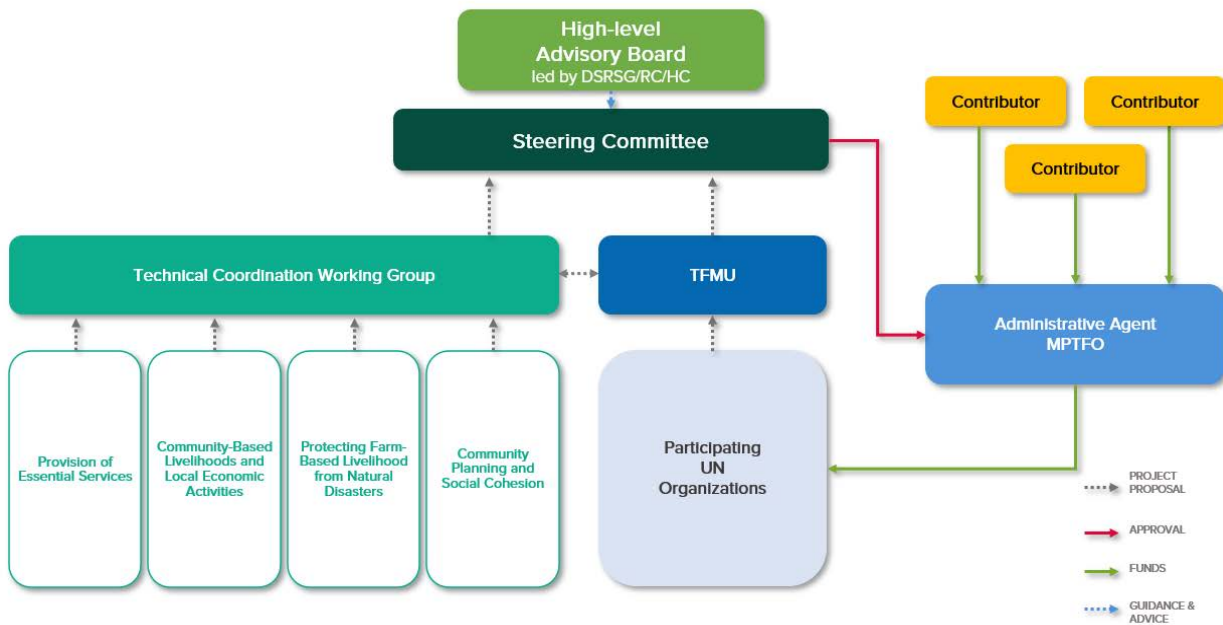 High-level
Advisory Board
led by DSRSG/RC/HC
Steering Committee
Contributor
Contributor
Contributor
Technical Coordination Working Group
TFMU
Administrative Agent
MPTFO
Provision of
Essential Services
Community-Based
Livelihoods and
Local Economic
Activities
Protecting Farm-
Based Livelihood
from Natural
Disasters
Community
Planning and
Social Cohesion
Participating
UN
Organizations
PROJECT
PROPOSAL
APPROVAL
FUNDS
GUIDANCE &
ADVICE